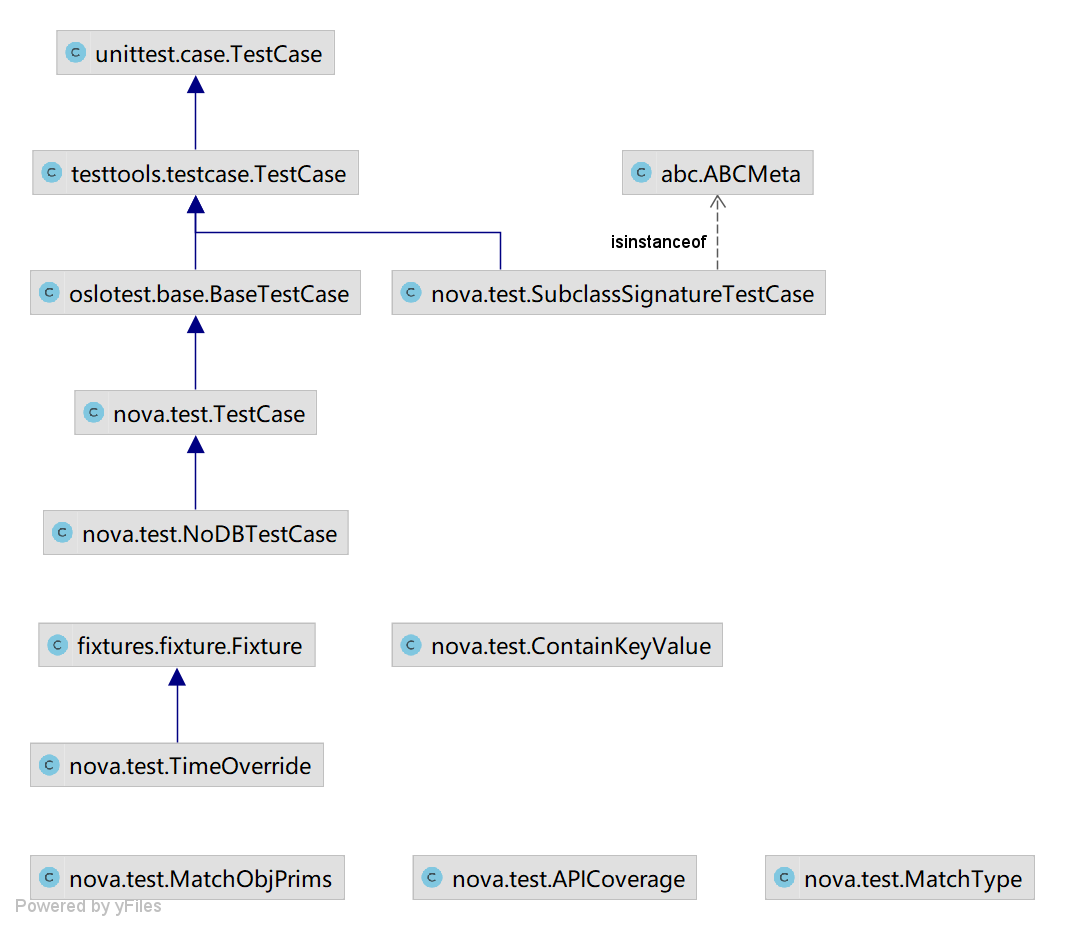 C unittest.case.TestCase
C testtools.testcase.TestCase
C abc.ABCMeta
isinstanceof
C oslotest.base.BaseTestCase
C nova.test.SubclassSignatureTestCase
C nova.test.TestCase
C nova.test.NoDBTestCase
C fixtures.fixture.Fixture
C nova.test.ContainKeyValue
C nova.test.TimeOverride
C nova.test.MatchObjPrims
C nova.test.APICoverage
C nova.test.MatchType
Powered by yFiles